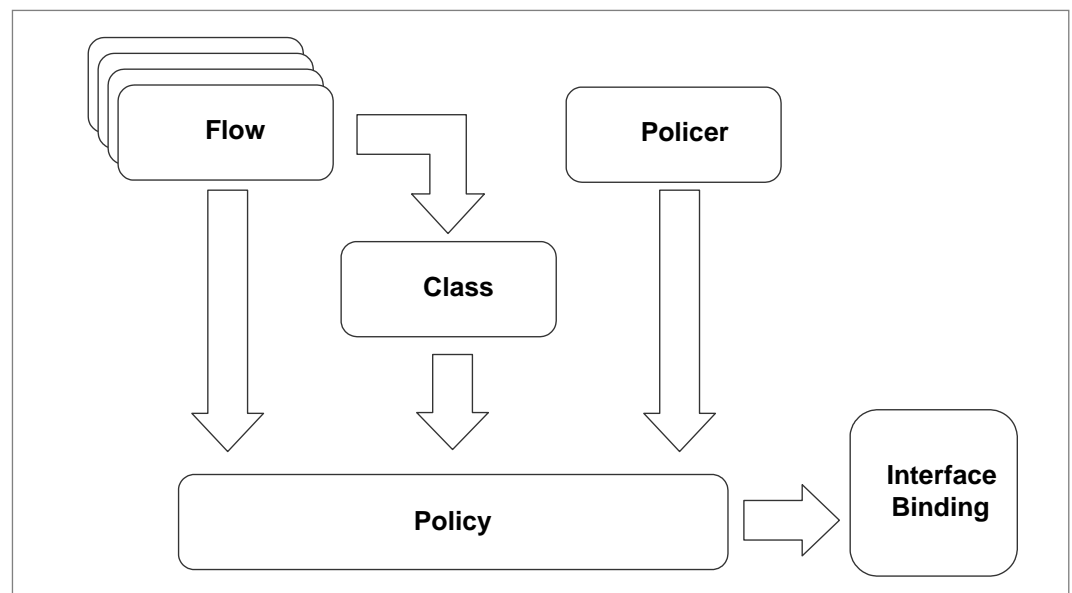 Flow
Policer
Class
Policy
Interface
Binding